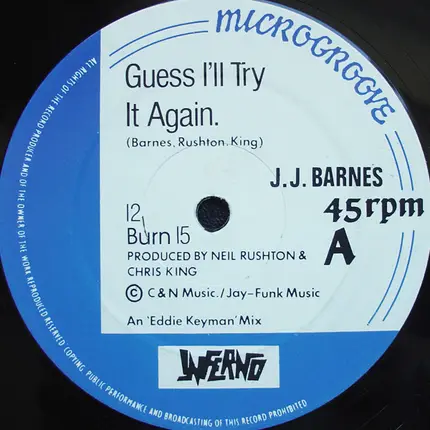 MICROGROOVE
Guess I'll Try
It Again.
(Barnes, Rushton, King)
J.J. BARNES
45rpm
A
12
Burn 15
PRODUCED BY NEIL RUSHTON &
CHRIS KING
© C & N Music./Jay-Funk Music
An 'Eddie Keyman' Mix
INFERNO
ALL RIGHTS OF THE RECORD PRODUCER AND OF THE OWNER OF THE WORK REPRODUCED RESERVED COPYING PUBLIC PERFORMANCE AND BROADCASTING OF THIS RECORD PROHIBITED